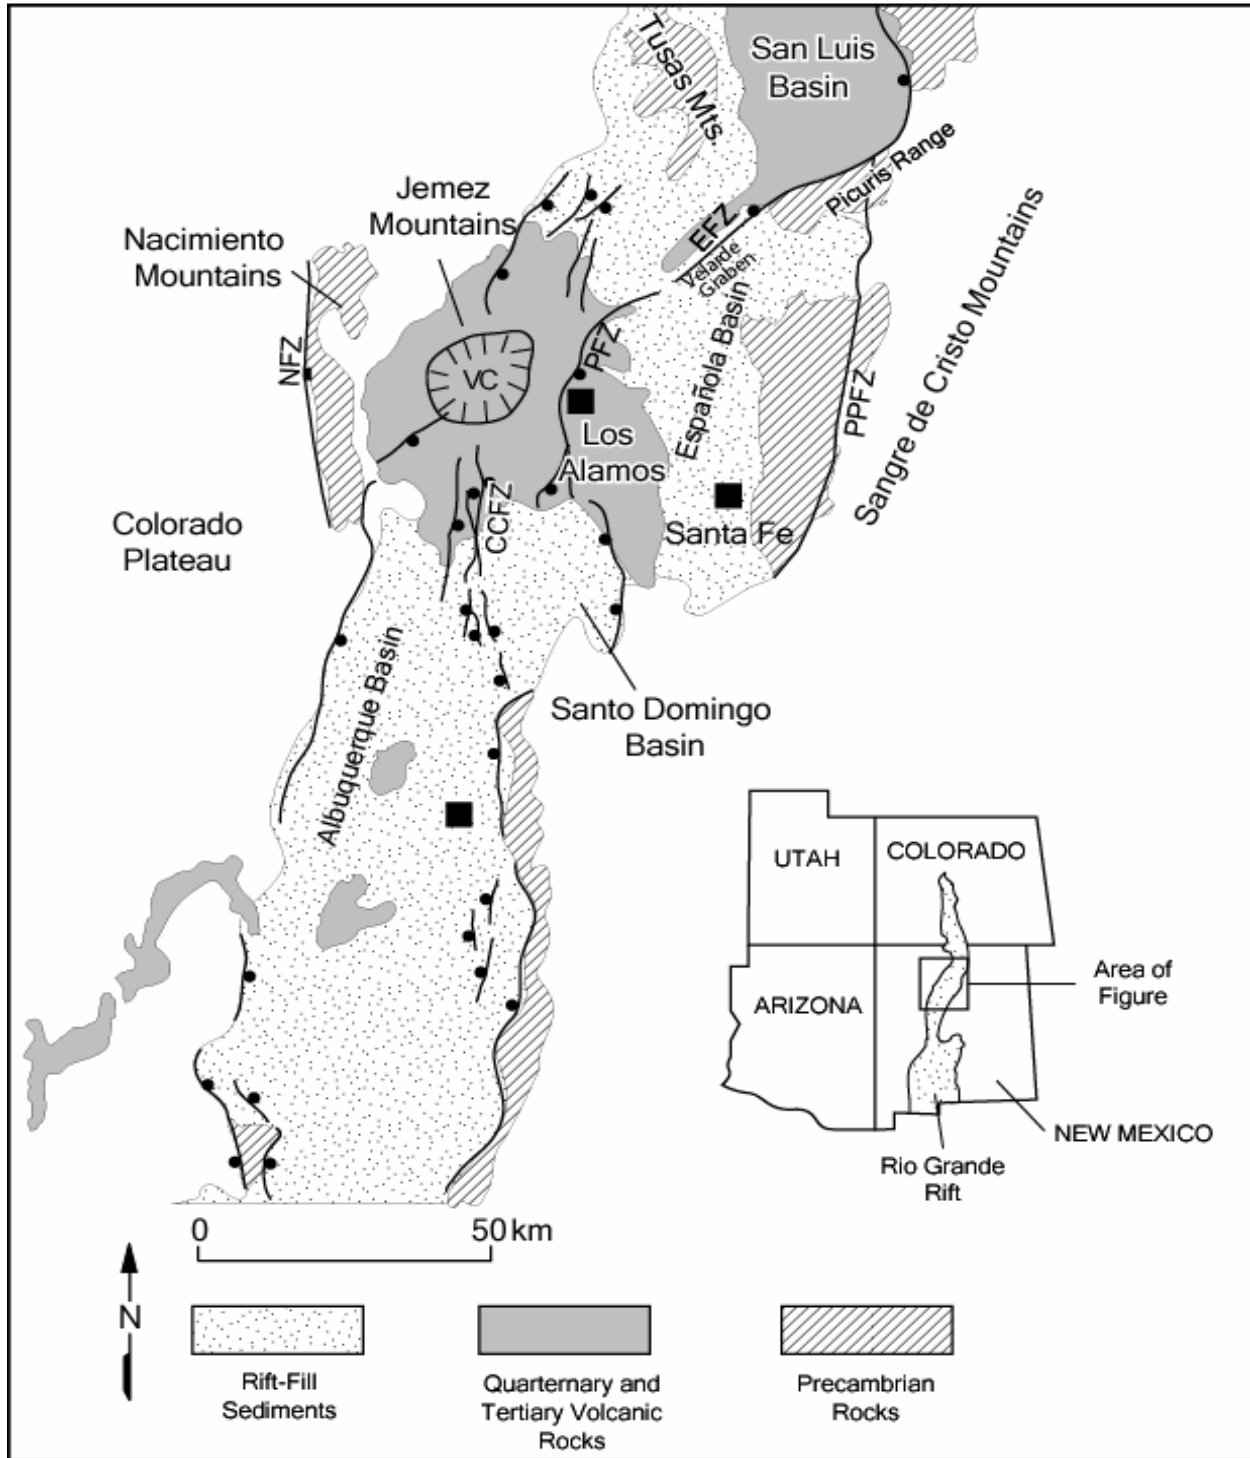 Tusas Mts.
San Luis
Basin
Picuris Range
Jemez
Mountains
Nacimiento
Mountains
EFZ
Velarde
Graben
Sangre de Cristo Mountains
NFZ
VC
PFZ
Española Basin
PPFZ
Los
Alamos
Colorado
Plateau
CCFZ
Santa Fe
Albuquerque Basin
Santo Domingo
Basin
UTAH
COLORADO
ARIZONA
Area of
Figure
NEW MEXICO
Rio Grande
Rift
0
50 km
N
Rift-Fill
Sediments
Quarternary and
Tertiary Volcanic
Rocks
Precambrian
Rocks